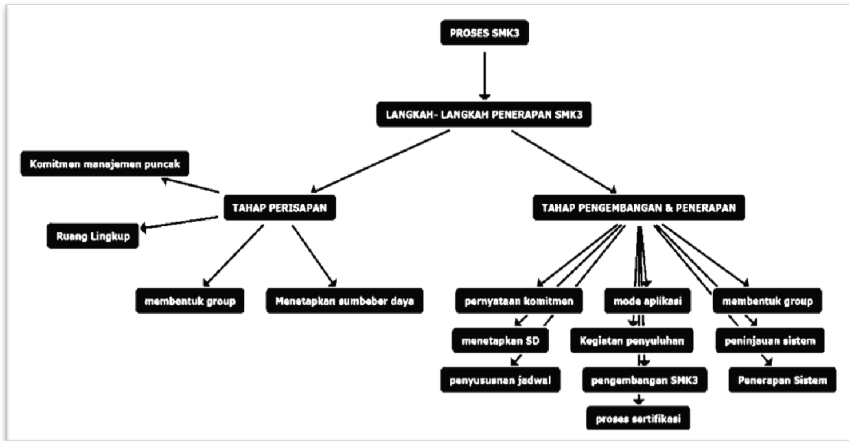 PROSES SMK3
LANGKAH- LANGKAH PENERAPAN SMK3
Komitmen manajemen puncak
TAHAP PERISAPAN
TAHAP PENGEMBANGAN & PENERAPAN
Ruang Lingkup
membentuk group
Menetapkan sumbeber daya
pernyataan komitmen
mode aplikasi
membentuk group
menetapkan SD
Kegiatan penyuluhan
peninjauan sistem
penyususnan jadwal
pengembangan SMK3
Penerapan Sistem
proses sertifikasi